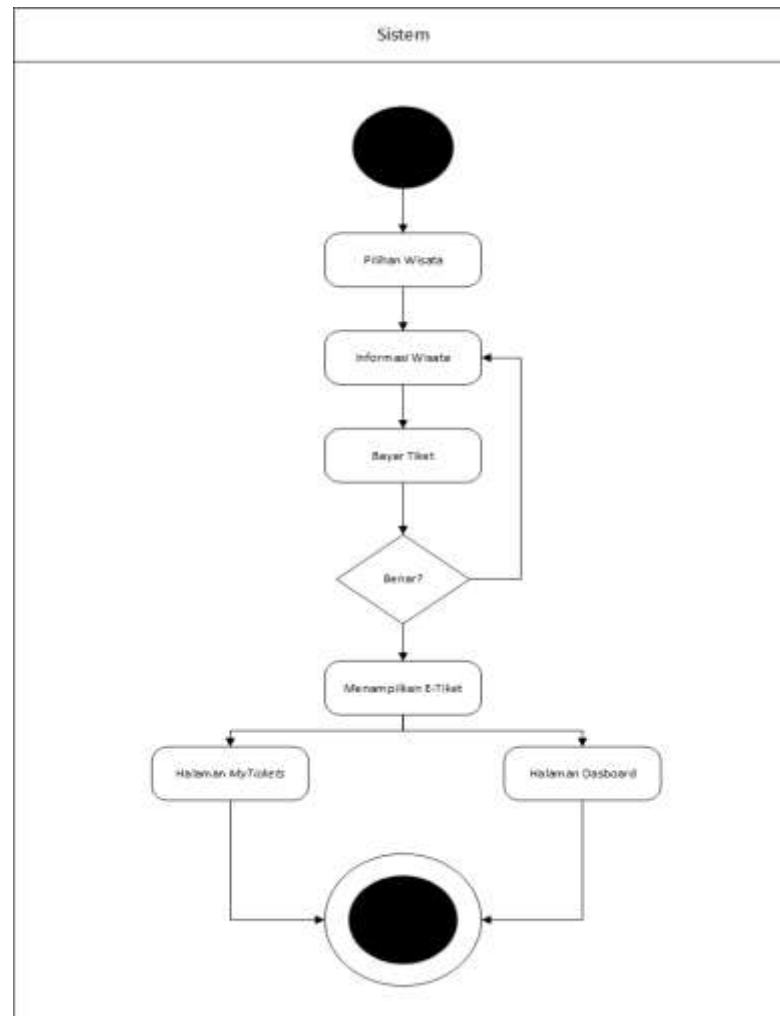 Sistem
Pilihan Wisata
Informasi Wisata
Bayar Tiket
Benar?
Menampilkan E-Tiket
Halaman MyTickets
Halaman Dasboard